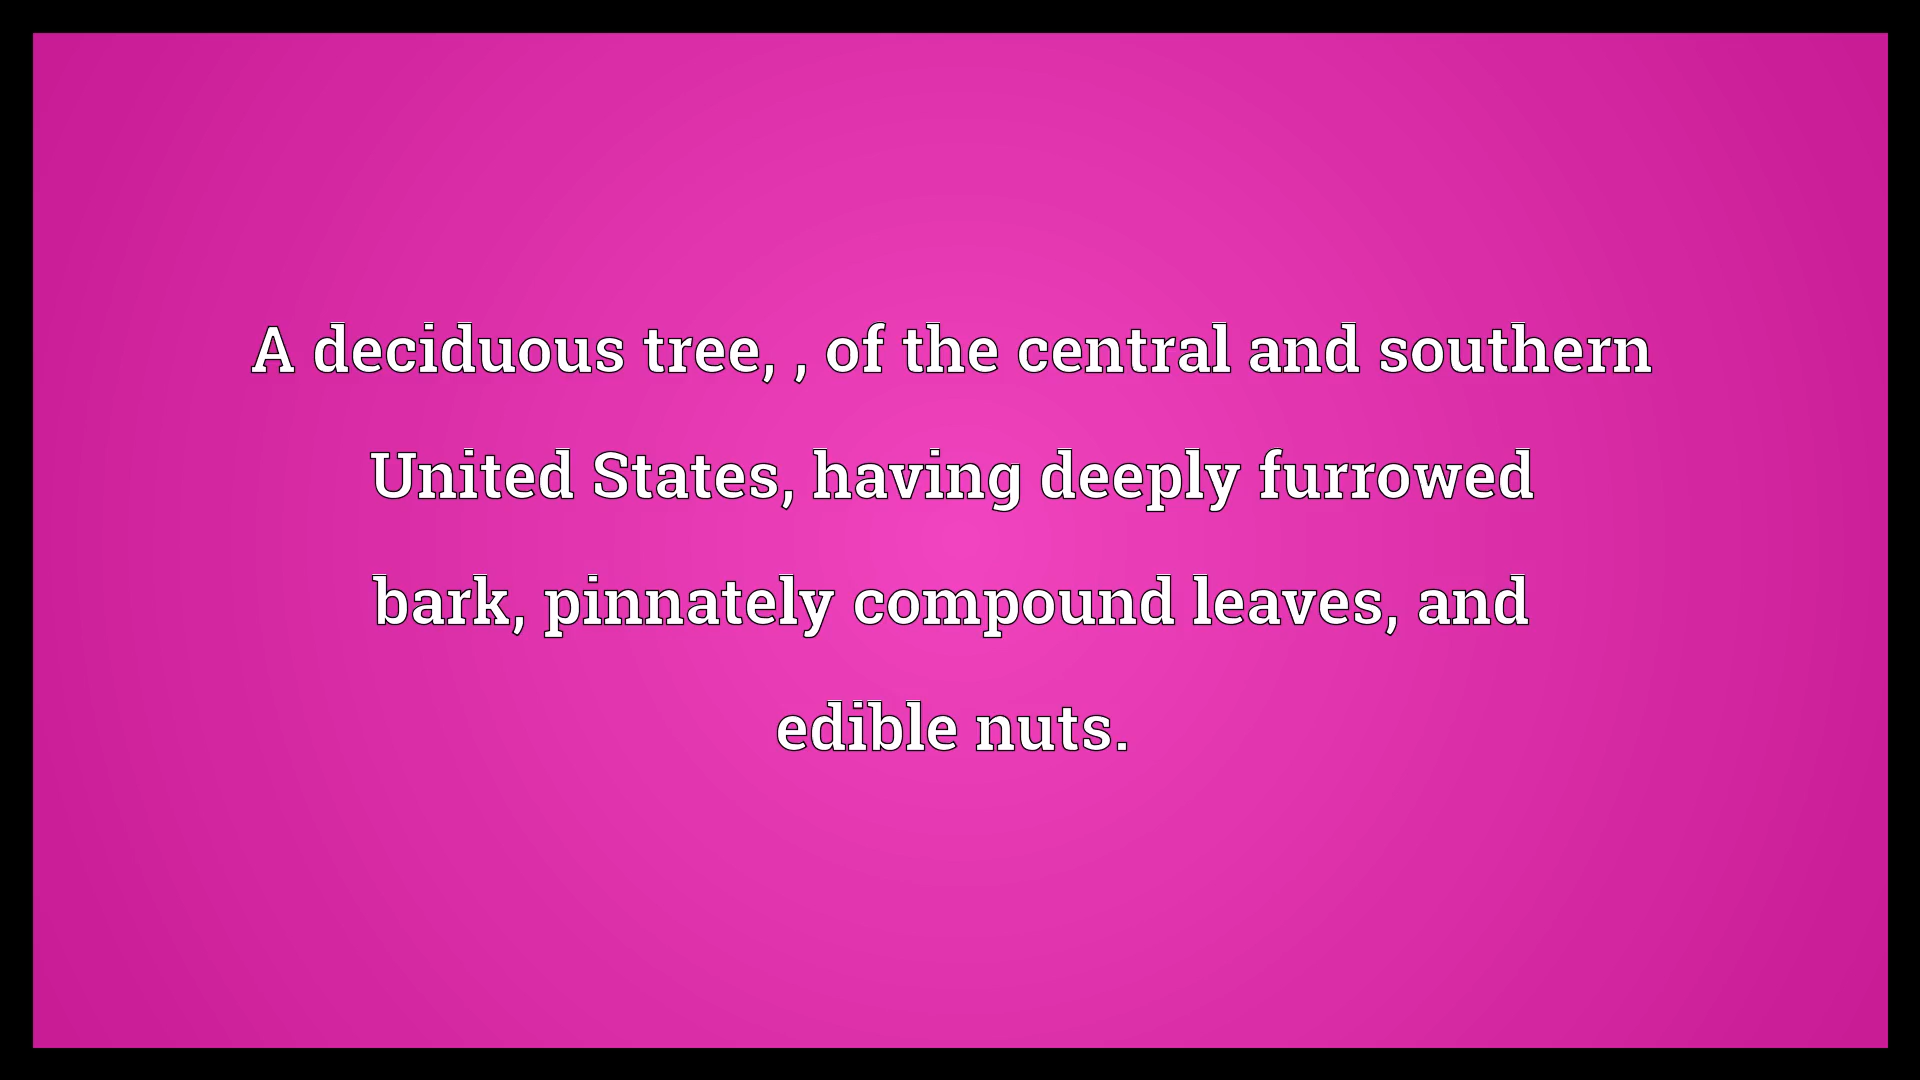 A deciduous tree, , of the central and southern
United States, having deeply furrowed
bark, pinnately compound leaves, and
edible nuts.